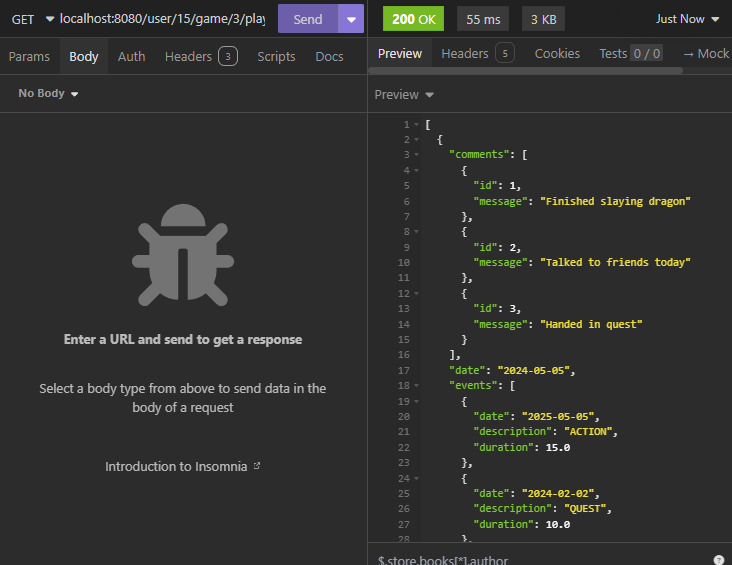 GET localhost:8080/user/15/game/3/play Send
Params Body Auth Headers 3 Scripts Docs
No Body
Enter a URL and send to get a response
Select a body type from above to send data in the
body of a request
Introduction to Insomnia
200 OK 55 ms 3 KB Just Now
Preview Headers 5 Cookies Tests 0 / 0 → Mock
Preview
1 [
2 {
3 "comments": [
4 {
5 "id": 1,
6 "message": "Finished slaying dragon"
7 },
8 {
9 "id": 2,
10 "message": "Talked to friends today"
11 },
12 {
13 "id": 3,
14 "message": "Handed in quest"
15 }
16 ],
17 "date": "2024-05-05",
18 "events": [
19 {
20 "date": "2025-05-05",
21 "description": "ACTION",
22 "duration": 15.0
23 },
24 {
25 "date": "2024-02-02",
26 "description": "QUEST",
27 "duration": 10.0
28 },
$.store.books[*].author